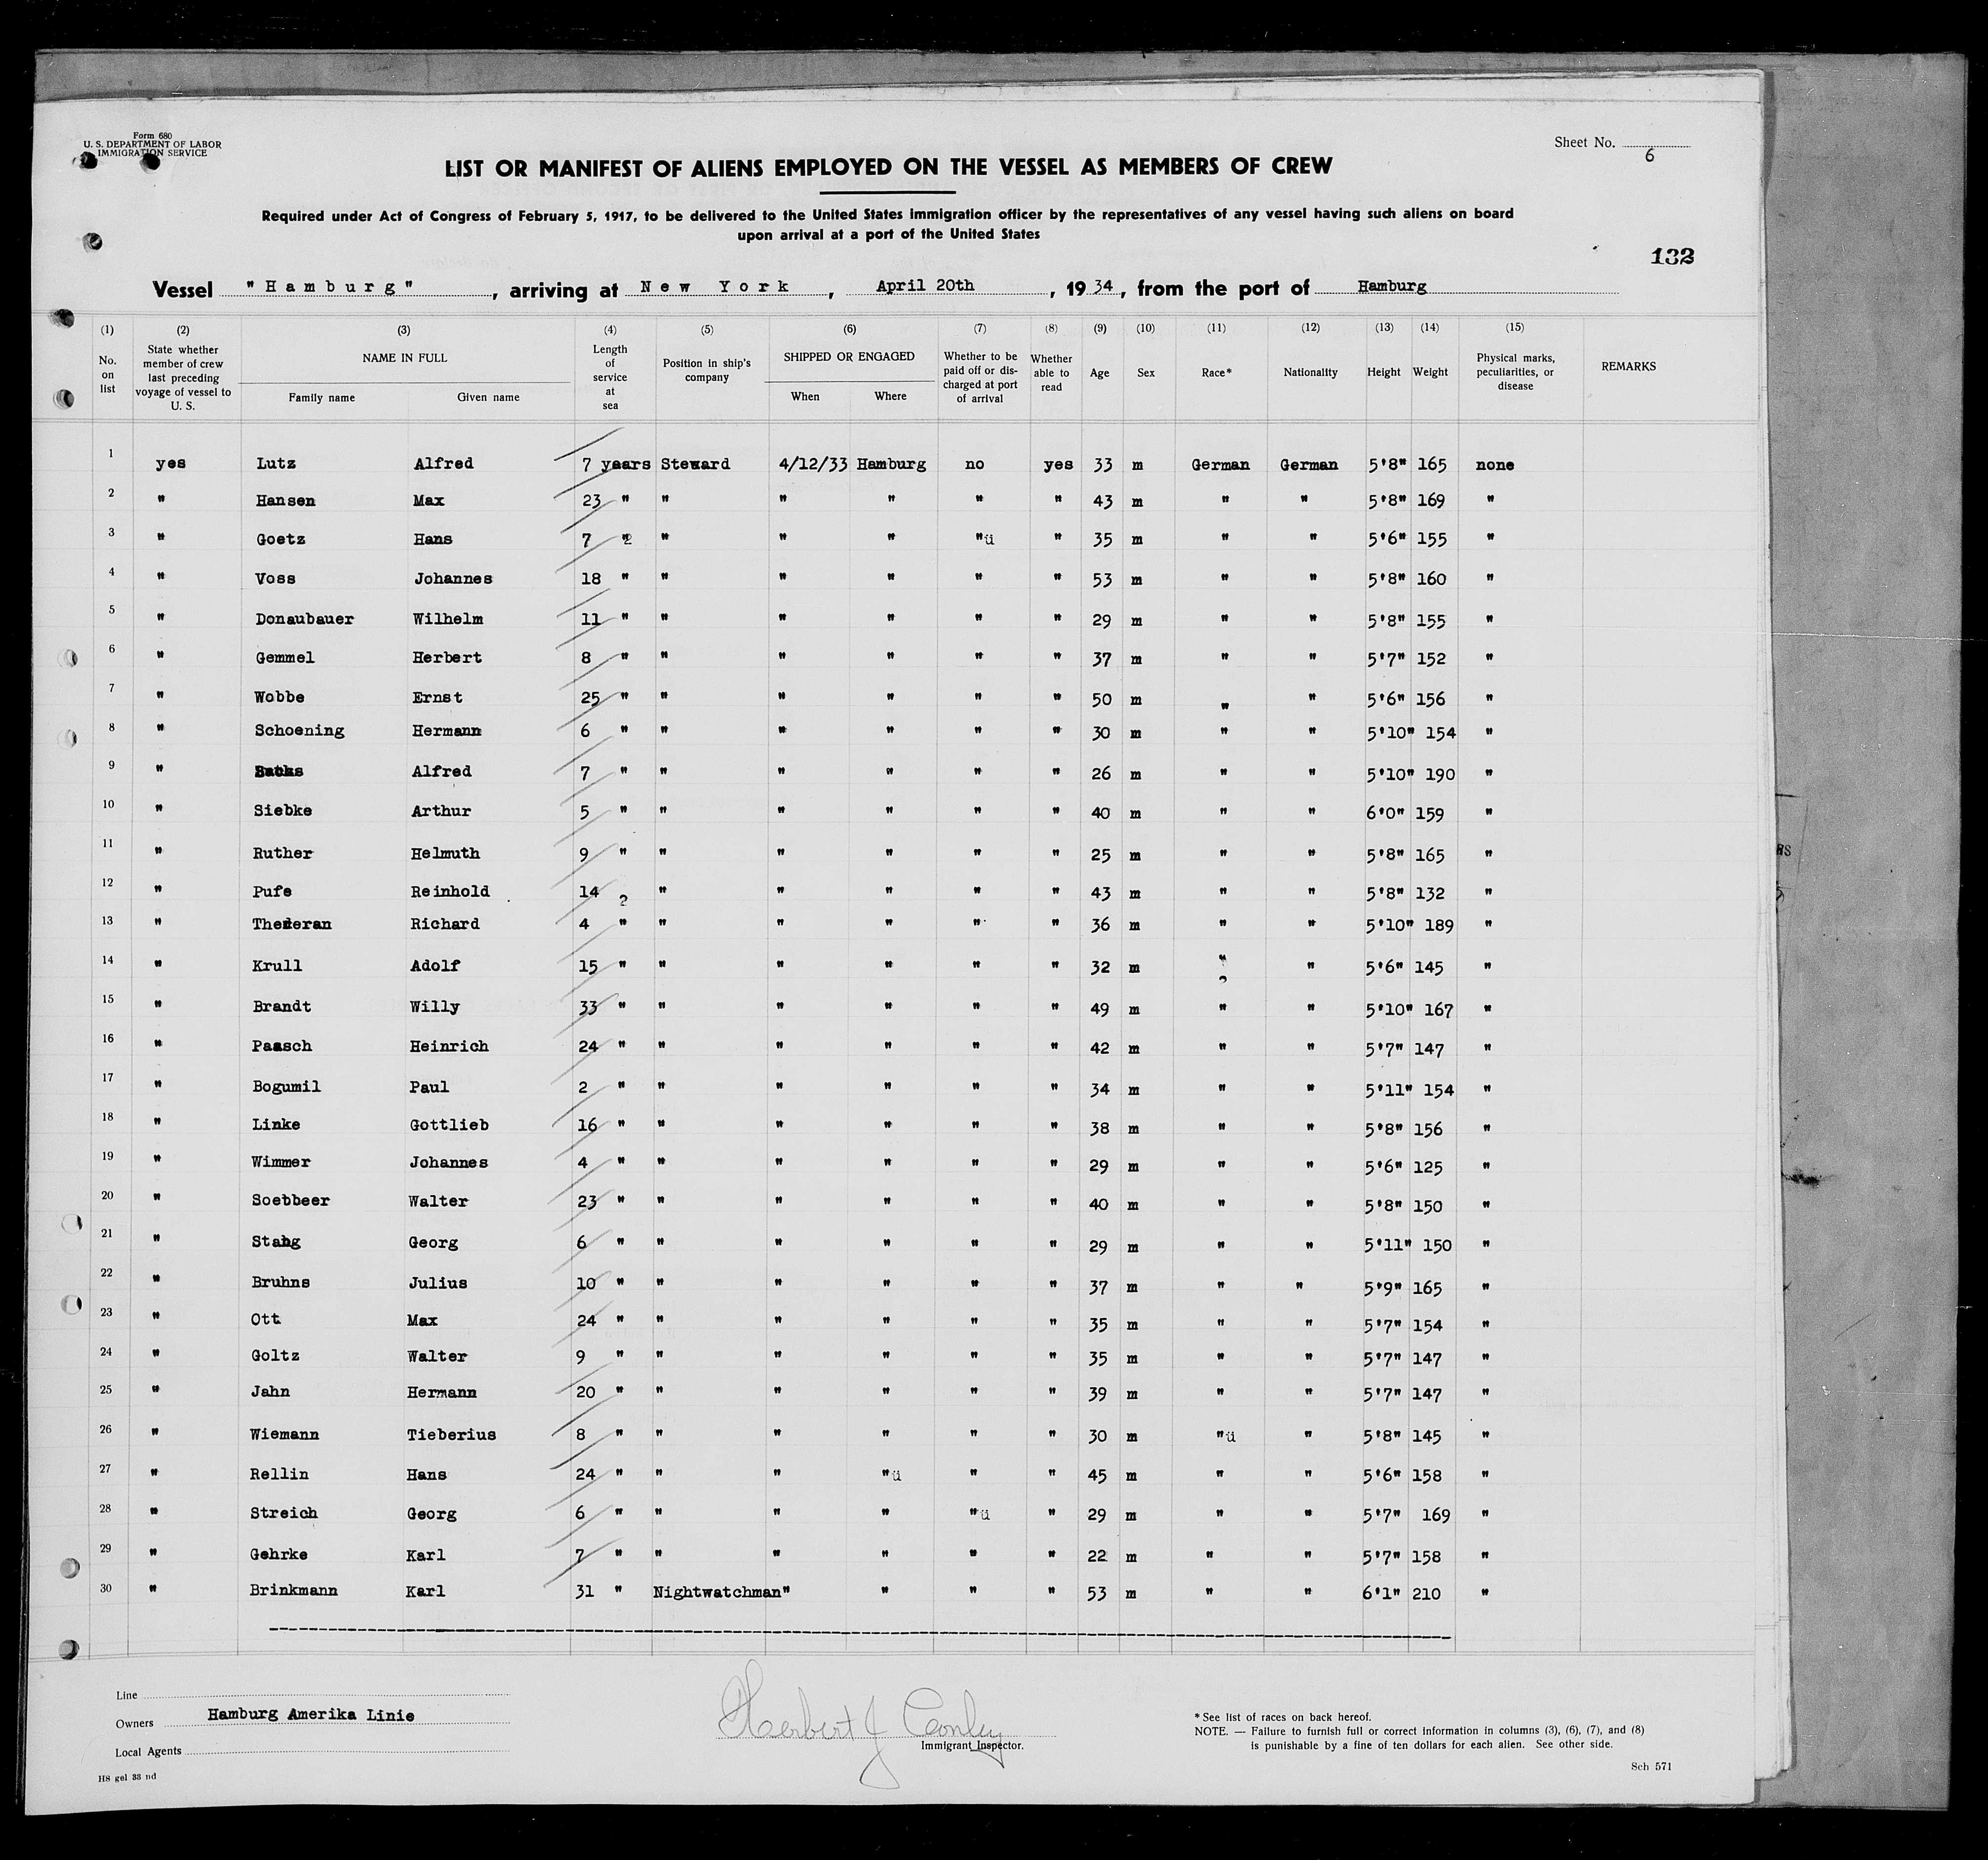 Form 680
U. S. DEPARTMENT OF LABOR
IMMIGRATION SERVICE
Sheet No. 6
LIST OR MANIFEST OF ALIENS EMPLOYED ON THE VESSEL AS MEMBERS OF CREW
Required under Act of Congress of February 5, 1917, to be delivered to the United States immigration officer by the representatives of any vessel having such aliens on board
upon arrival at a port of the United States
132
Vessel "Hamburg", arriving at New York, April 20th, 1934, from the port of Hamburg
(1) (2) (3) (4) (5) (6) (7) (8) (9) (10) (11) (12) (13) (14) (15)
No. on list State whether member of crew last preceding voyage of vessel to U. S. NAME IN FULL Family name Given name Length of service at sea Position in ship's company SHIPPED OR ENGAGED When Where Whether to be paid off or discharged at port of arrival Whether able to read Age Sex Race* Nationality Height Weight Physical marks, peculiarities, or disease REMARKS
1 yes Lutz Alfred 7 years Steward 4/12/33 Hamburg no yes 33 m German German 5'8" 165 none
2 " Hansen Max 23 " " " " " " 43 m " " 5'8" 169 "
3 " Goetz Hans 7 " " " " "ü " 35 m " " 5'6" 155 "
4 " Voss Johannes 18 " " " " " " 53 m " " 5'8" 160 "
5 " Donaubauer Wilhelm 11 " " " " " " 29 m " " 5'8" 155 "
6 " Gemmel Herbert 8 " " " " " " 37 m " " 5'7" 152 "
7 " Wobbe Ernst 25 " " " " " " 50 m " " 5'6" 156 "
8 " Schoening Hermann 6 " " " " " " 30 m " " 5'10" 154 "
9 " Alfred 7 " " " " " " 26 m " " 5'10" 190 "
10 " Siebke Arthur 5 " " " " " " 40 m " " 6'0" 159 "
11 " Ruther Helmuth 9 " " " " " " 25 m " " 5'8" 165 "
12 " Pufe Reinhold 14 2 " " " " " 43 m " " 5'8" 132 "
13 " Richard 4 " " " " " " 36 m " " 5'10" 189 "
14 " Krull Adolf 15 " " " " " " 32 m " " 5'6" 145 "
15 " Brandt Willy 33 " " " " " " 49 m " " 5'10" 167 "
16 " Paasch Heinrich 24 " " " " " " 42 m " " 5'7" 147 "
17 " Bogumil Paul 2 " " " " " " 34 m " " 5'11" 154 "
18 " Linke Gottlieb 16 " " " " " " 38 m " " 5'8" 156 "
19 " Wimmer Johannes 4 " " " " " " 29 m " " 5'6" 125 "
20 " Soetbeer Walter 23 " " " " " " 40 m " " 5'8" 150 "
21 " Georg 6 " " " " " " 29 m " " 5'11" 150 "
22 " Bruhns Julius 10 " " " " " " 37 m " " 5'9" 165 "
23 " Ott Max 24 " " " " " " 35 m " " 5'7" 154 "
24 " Goltz Walter 9 " " " " " " 35 m " " 5'7" 147 "
25 " Jahn Hermann 20 " " " " " " 39 m " " 5'7" 147 "
26 " Wiemann Tieberius 8 " " " " " " 30 m "ü " 5'8" 145 "
27 " Rellin Hans 24 " " " "ü " " 45 m " " 5'6" 158 "
28 " Streich Georg 6 " " " " "ü " 29 m " " 5'7" 169 "
29 " Gehrke Karl 7 " " " " " " 22 m " " 5'7" 158 "
30 " Brinkmann Karl 31 " Nightwatchman " " " " 53 m " " 6'1" 210 "
Line
Owners Hamburg Amerika Linie
Local Agents
HS gel 33 nd
Herbert J Conley
Immigrant Inspector.
* See list of races on back hereof.
NOTE. — Failure to furnish full or correct information in columns (3), (6), (7), and (8)
is punishable by a fine of ten dollars for each alien. See other side.
Sch 571